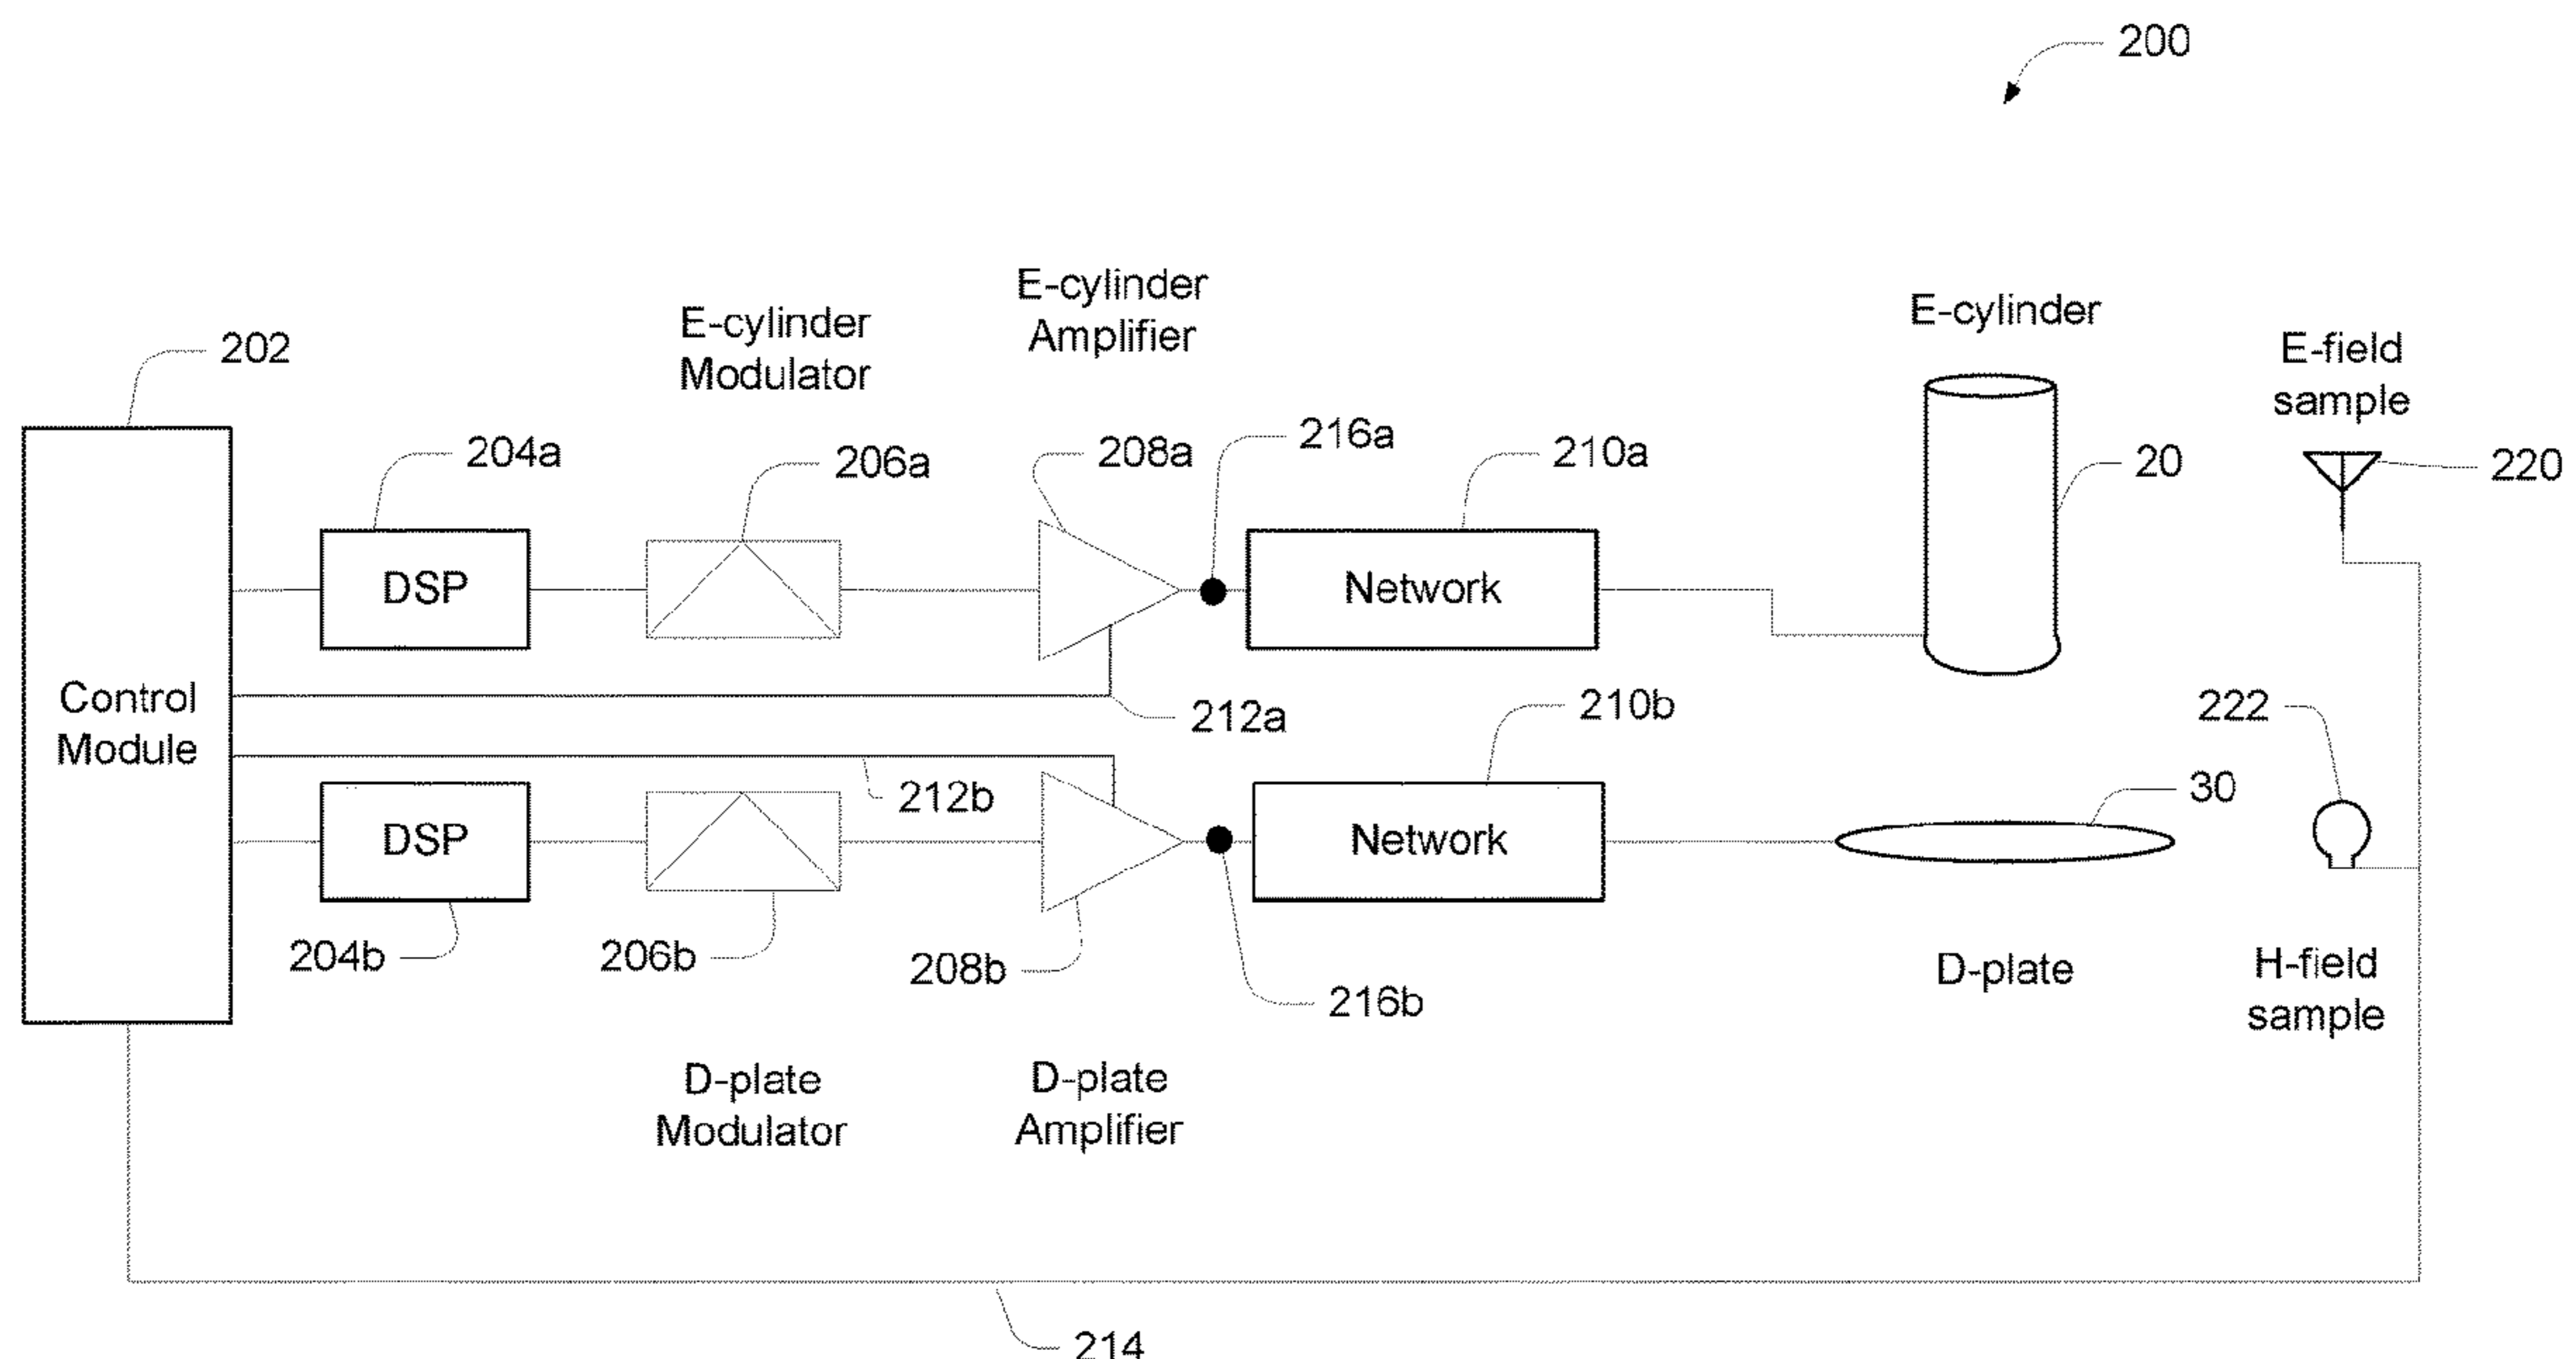 200
E-cylinder
Amplifier
E-cylinder
Modulator
E-cylinder
E-field
sample
202
204a
206a
208a
216a
210a
20
220
DSP
Network
Control
Module
212a
210b
222
212b
30
DSP
Network
204b
206b
208b
216b
D-plate
H-field
sample
D-plate
Modulator
D-plate
Amplifier
214